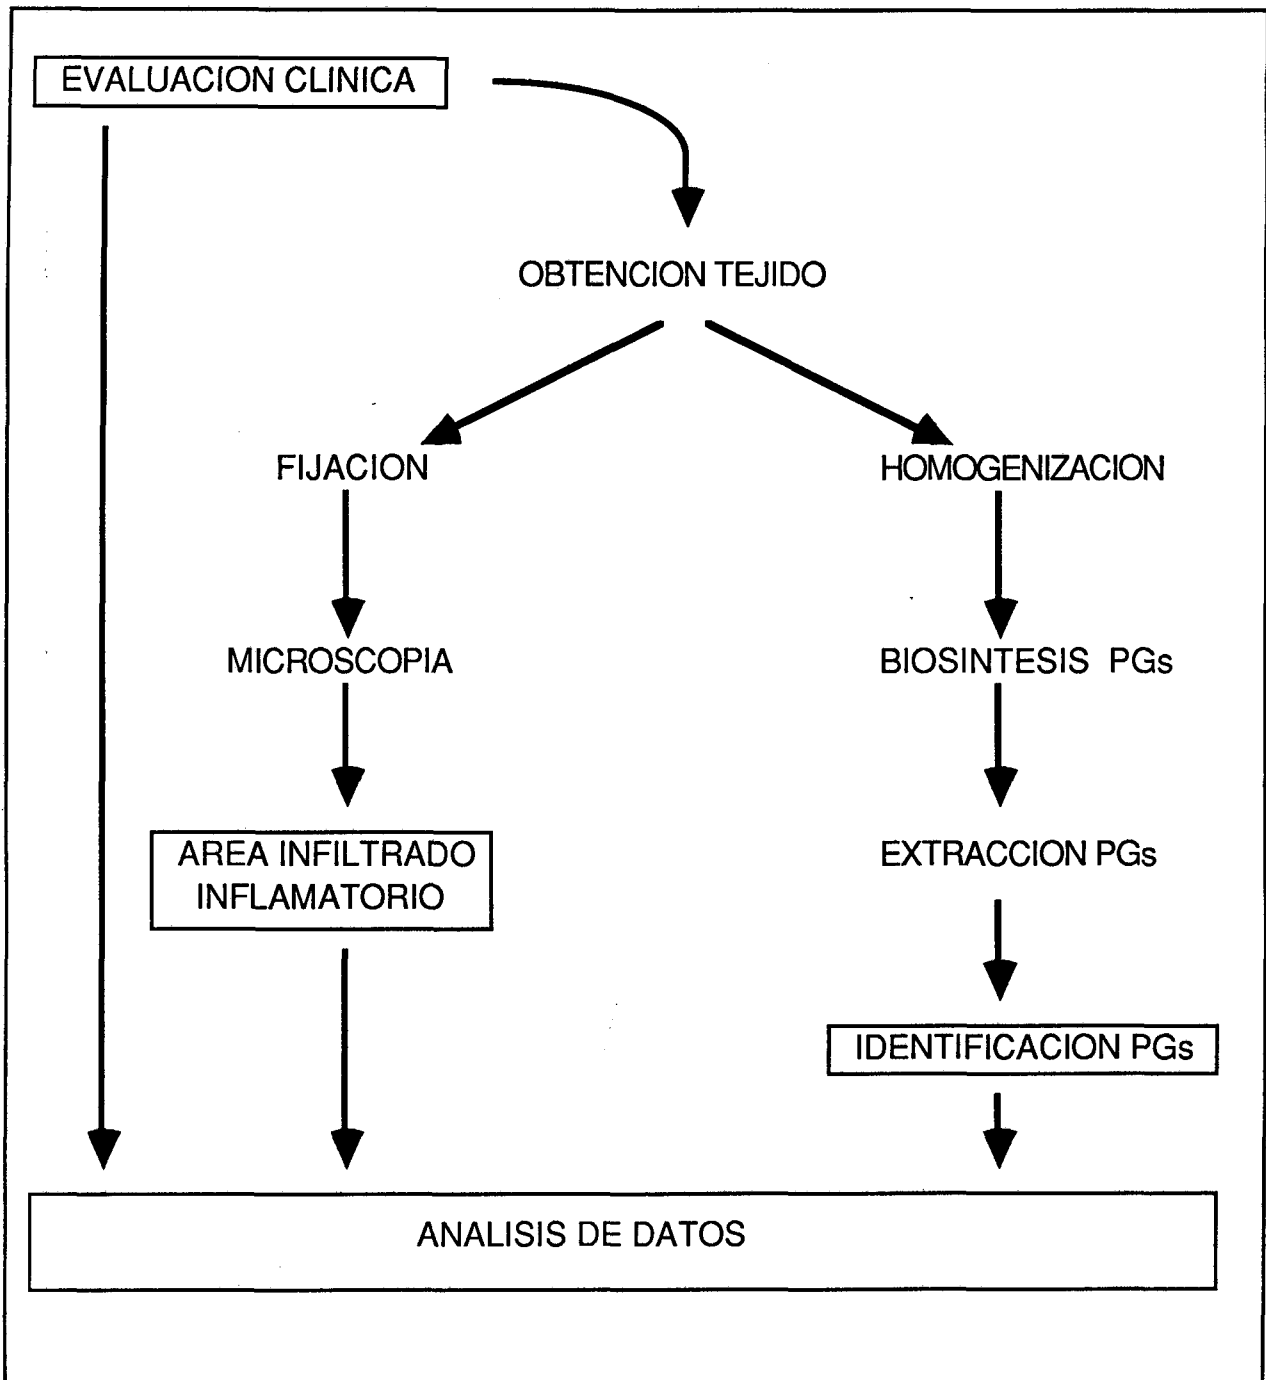 EVALUACION CLINICA
OBTENCION TEJIDO
FIJACION
HOMOGENIZACION
MICROSCOPIA
BIOSINTESIS PGs
AREA INFILTRADO
INFLAMATORIO
EXTRACCION PGs
IDENTIFICACION PGs
ANALISIS DE DATOS